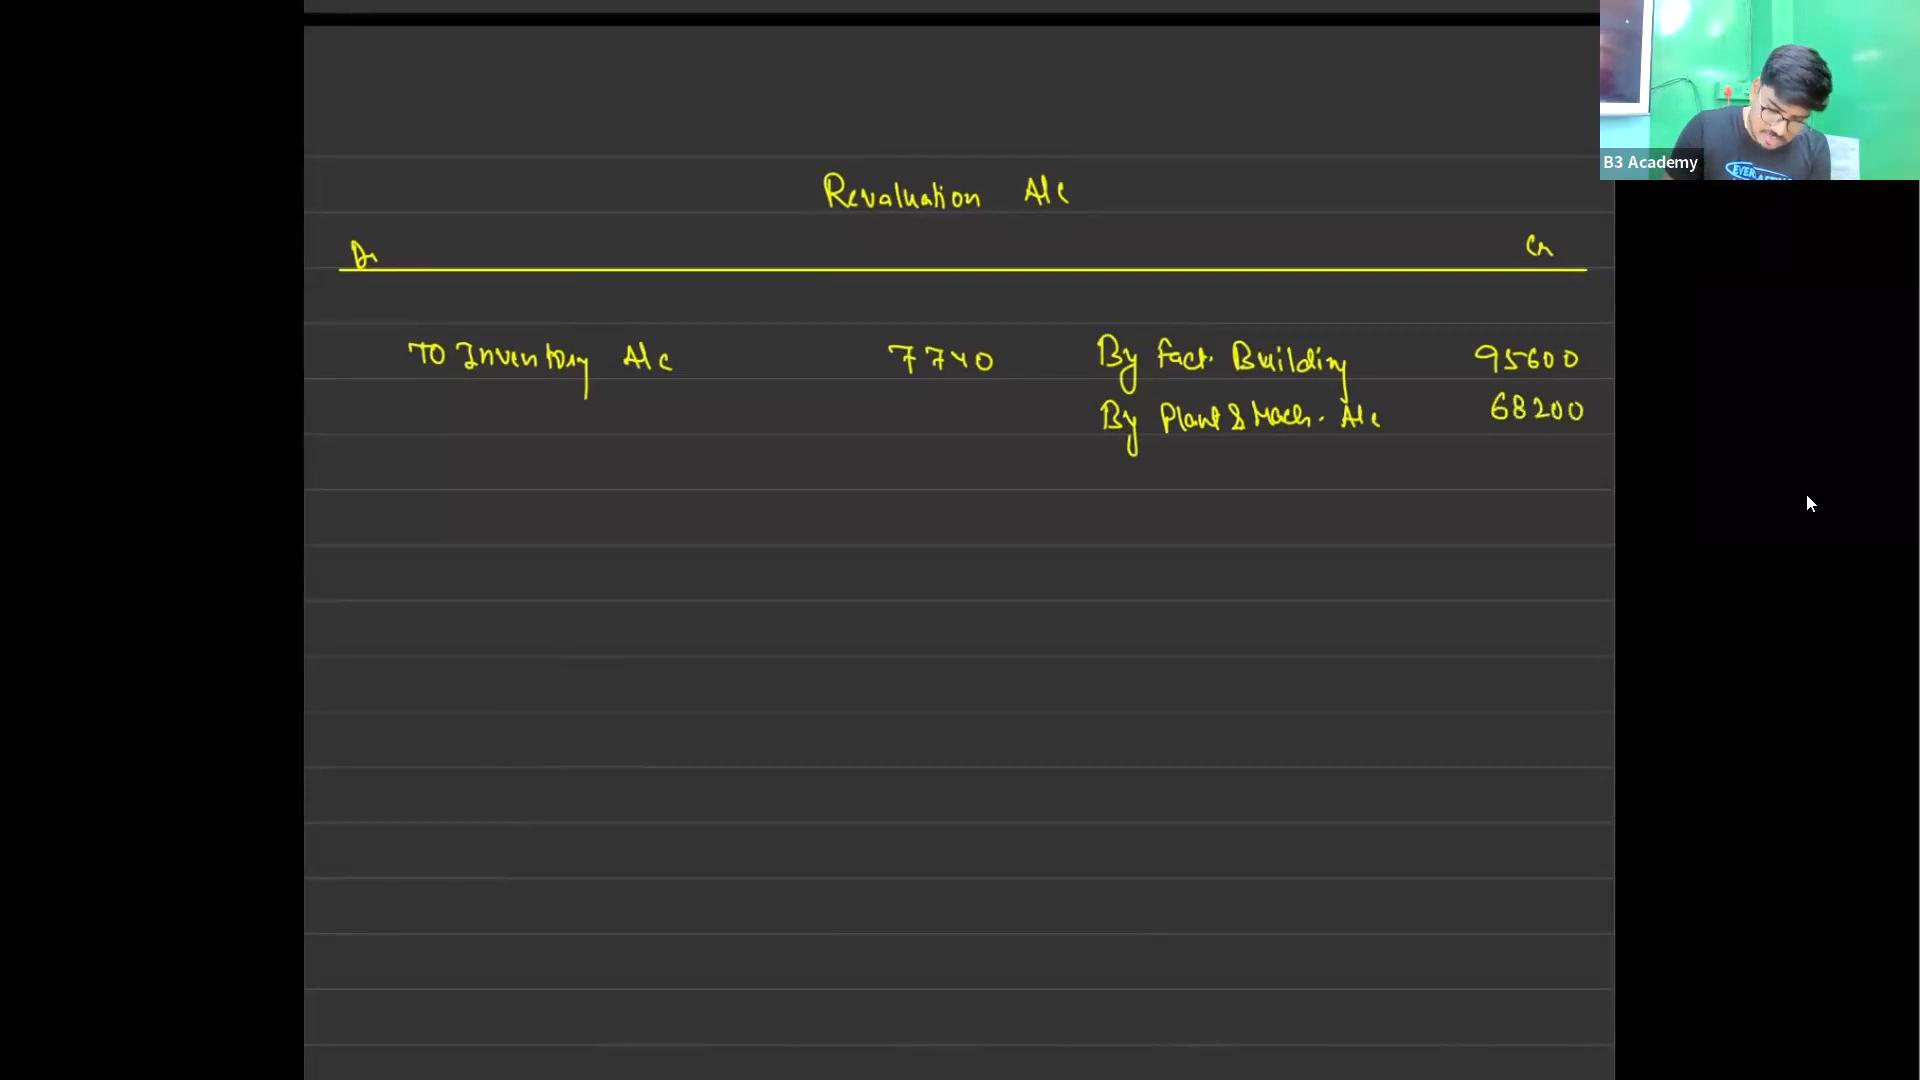 B3 Academy
Revaluation A/c
Dr Cr
To Inventory A/c 7740 By Fact. Building 95600
By Plant & Mach. A/c 68200